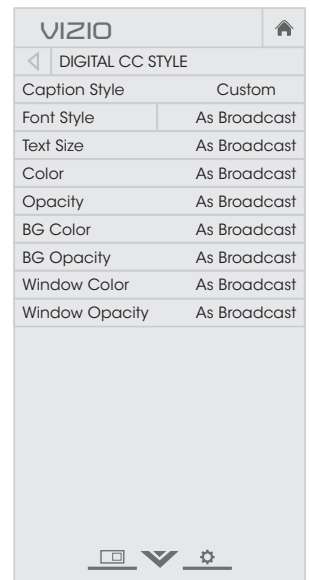 VIZIO
DIGITAL CC STYLE
Caption Style Custom
Font Style As Broadcast
Text Size As Broadcast
Color As Broadcast
Opacity As Broadcast
BG Color As Broadcast
BG Opacity As Broadcast
Window Color As Broadcast
Window Opacity As Broadcast